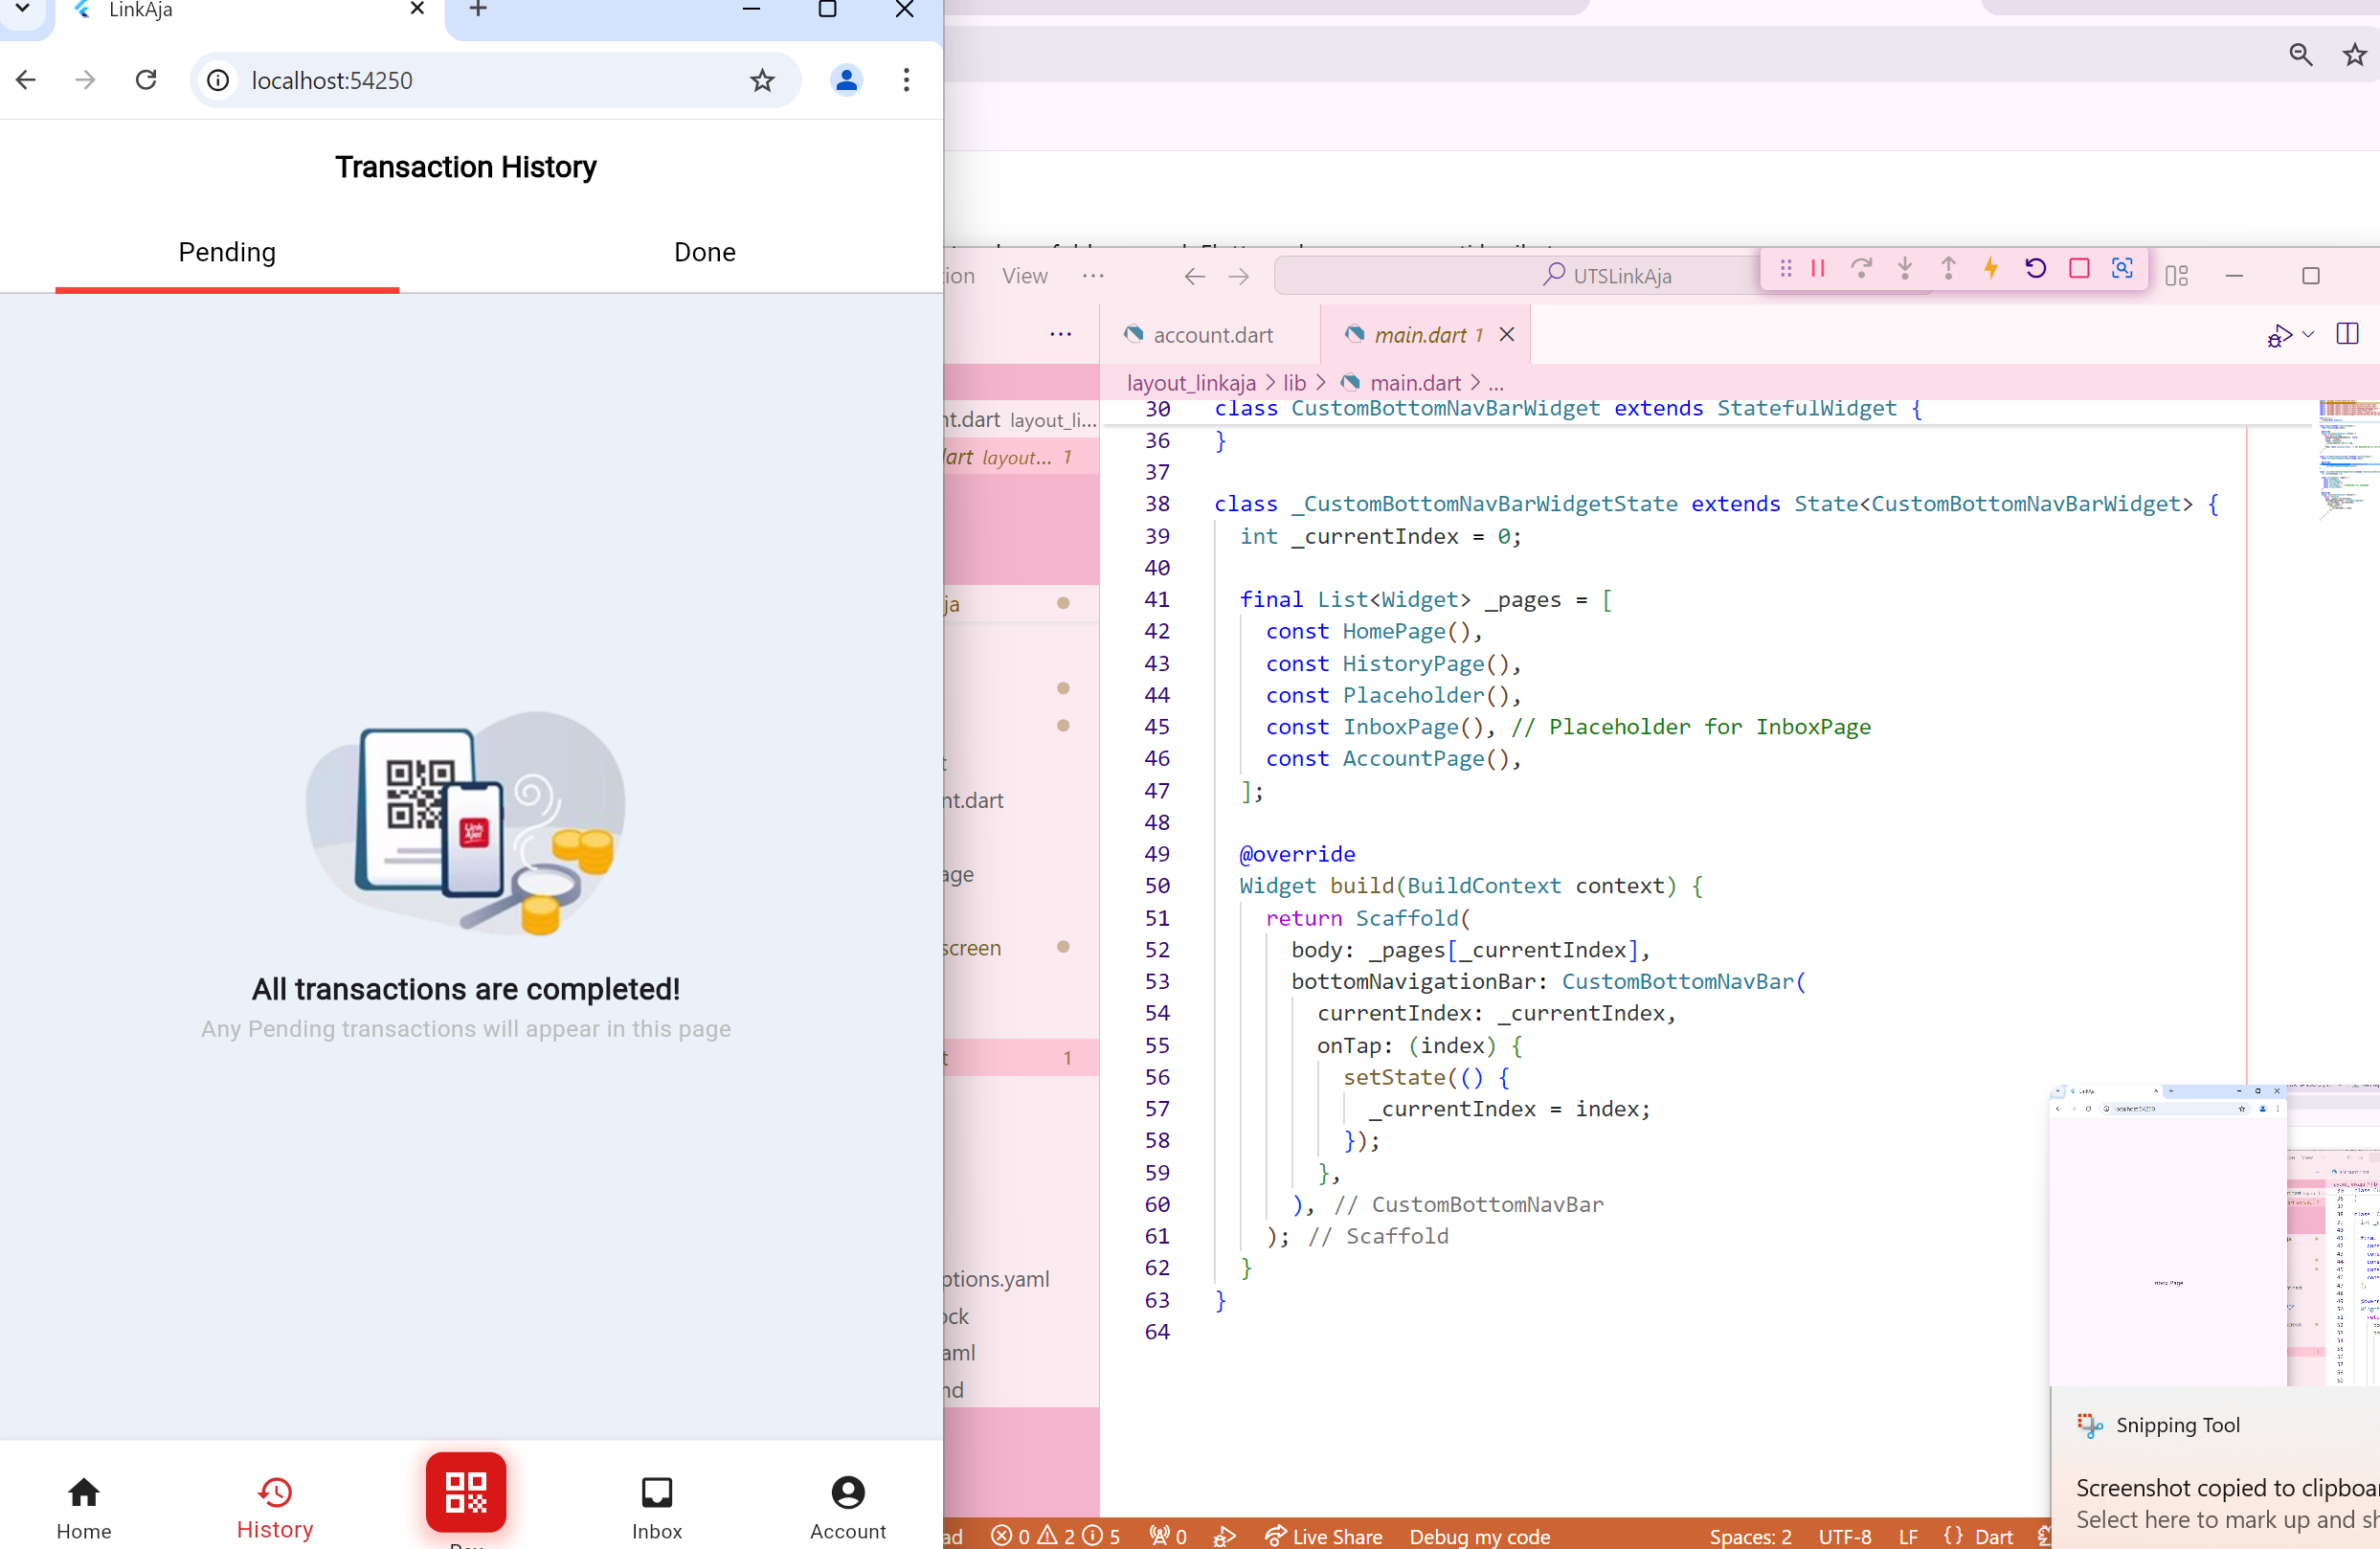 LinkAja
localhost:54250
Transaction History
Pending
Done
Link
Aja!
All transactions are completed!
Any Pending transactions will appear in this page
Home
History
Inbox
Account
View
UTSLinkAja
account.dart
main.dart 1
layout_linkaja > lib > main.dart > ...
nt.dart layout_li...
layout... 1
ja
nt.dart
age
screen
1
ptions.yaml
ock
aml
nd
30 class CustomBottomNavBarWidget extends StatefulWidget {
36 }
37
38 class _CustomBottomNavBarWidgetState extends State<CustomBottomNavBarWidget> {
39 int _currentIndex = 0;
40
41 final List<Widget> _pages = [
42 const HomePage(),
43 const HistoryPage(),
44 const Placeholder(),
45 const InboxPage(), // Placeholder for InboxPage
46 const AccountPage(),
47 ];
48
49 @override
50 Widget build(BuildContext context) {
51 return Scaffold(
52 body: _pages[_currentIndex],
53 bottomNavigationBar: CustomBottomNavBar(
54 currentIndex: _currentIndex,
55 onTap: (index) {
56 setState(() {
57 _currentIndex = index;
58 });
59 },
60 ), // CustomBottomNavBar
61 ); // Scaffold
62 }
63 }
64
Inbox Page
Snipping Tool
Screenshot copied to clipboar
Select here to mark up and sh
ad 0 2 5 0 Live Share Debug my code Spaces: 2 UTF-8 LF {} Dart